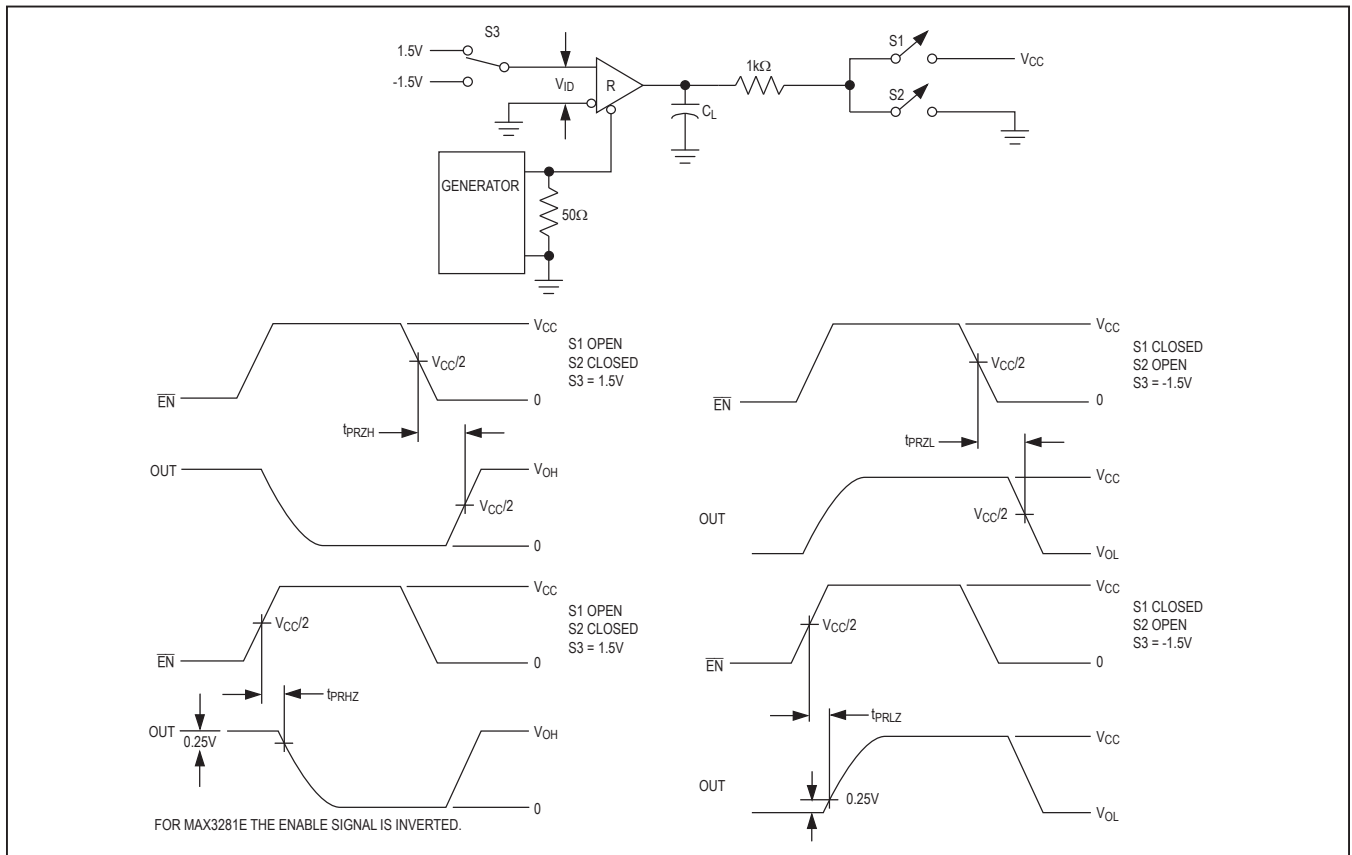 S3
1.5V
-1.5V
VID
R
1kΩ
S1
VCC
S2
CL
GENERATOR
50Ω
VCC
S1 OPEN
S2 CLOSED
S3 = 1.5V
VCC/2
EN
0
tPRZH
OUT
VOH
VCC/2
0
VCC
S1 OPEN
S2 CLOSED
S3 = 1.5V
VCC/2
EN
0
tPRHZ
OUT
0.25V
VOH
0
VCC
S1 CLOSED
S2 OPEN
S3 = -1.5V
VCC/2
EN
0
tPRZL
VCC
VCC/2
OUT
VOL
VCC
S1 CLOSED
S2 OPEN
S3 = -1.5V
VCC/2
EN
0
tPRLZ
VCC
OUT
0.25V
VOL
FOR MAX3281E THE ENABLE SIGNAL IS INVERTED.